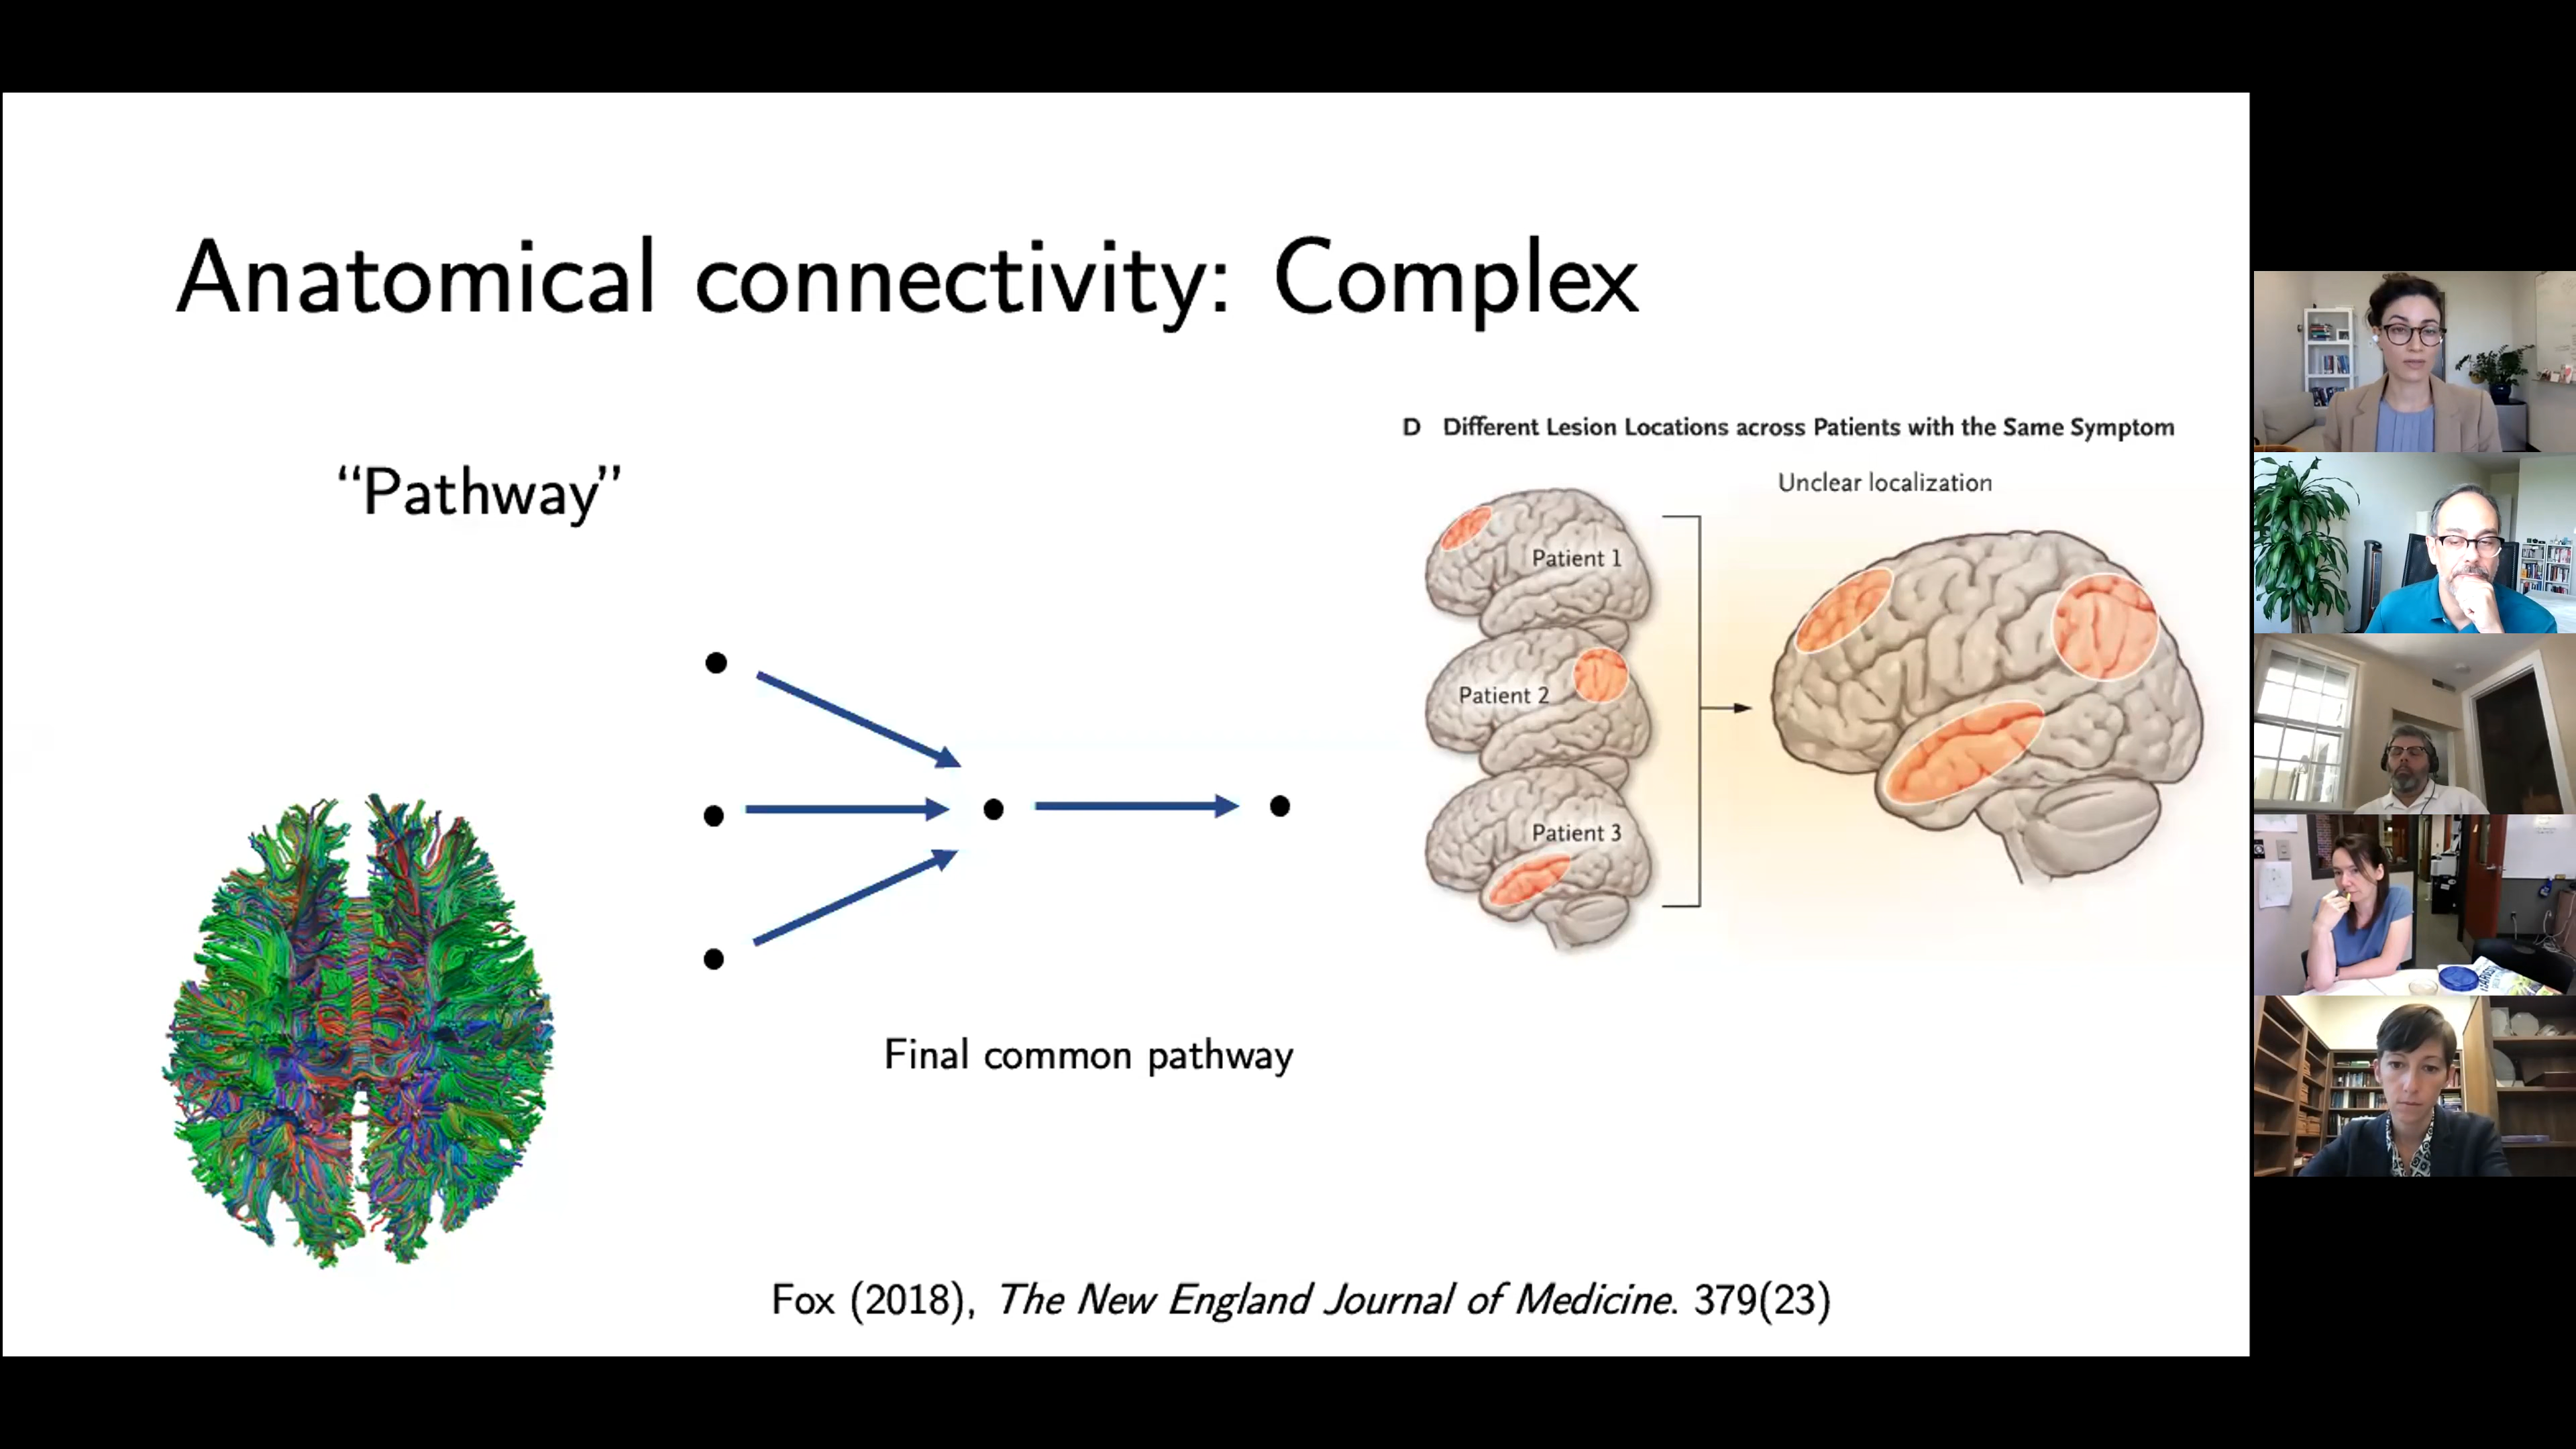 Anatomical connectivity: Complex
“Pathway”
D Different Lesion Locations across Patients with the Same Symptom
Unclear localization
Patient 1
Patient 2
Patient 3
Final common pathway
Fox (2018), The New England Journal of Medicine. 379(23)